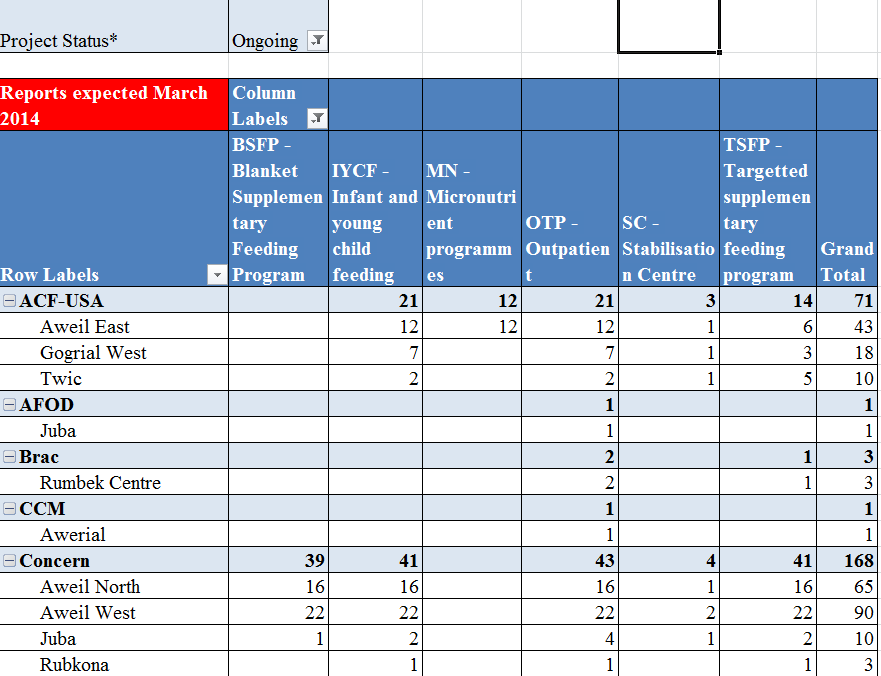 Project Status* Ongoing
Reports expected March 2014 Column Labels
Row Labels BSFP - Blanket Supplementary Feeding Program IYCF - Infant and young child feeding MN - Micronutrient programmes OTP - Outpatient SC - Stabilisation Centre TSFP - Targetted supplementary feeding program Grand Total
ACF-USA 21 12 21 3 14 71
Aweil East 12 12 12 1 6 43
Gogrial West 7 7 1 3 18
Twic 2 2 1 5 10
AFOD 1 1
Juba 1 1
Brac 2 1 3
Rumbek Centre 2 1 3
CCM 1 1
Awerial 1 1
Concern 39 41 43 4 41 168
Aweil North 16 16 16 1 16 65
Aweil West 22 22 22 2 22 90
Juba 1 2 4 1 2 10
Rubkona 1 1 1 3